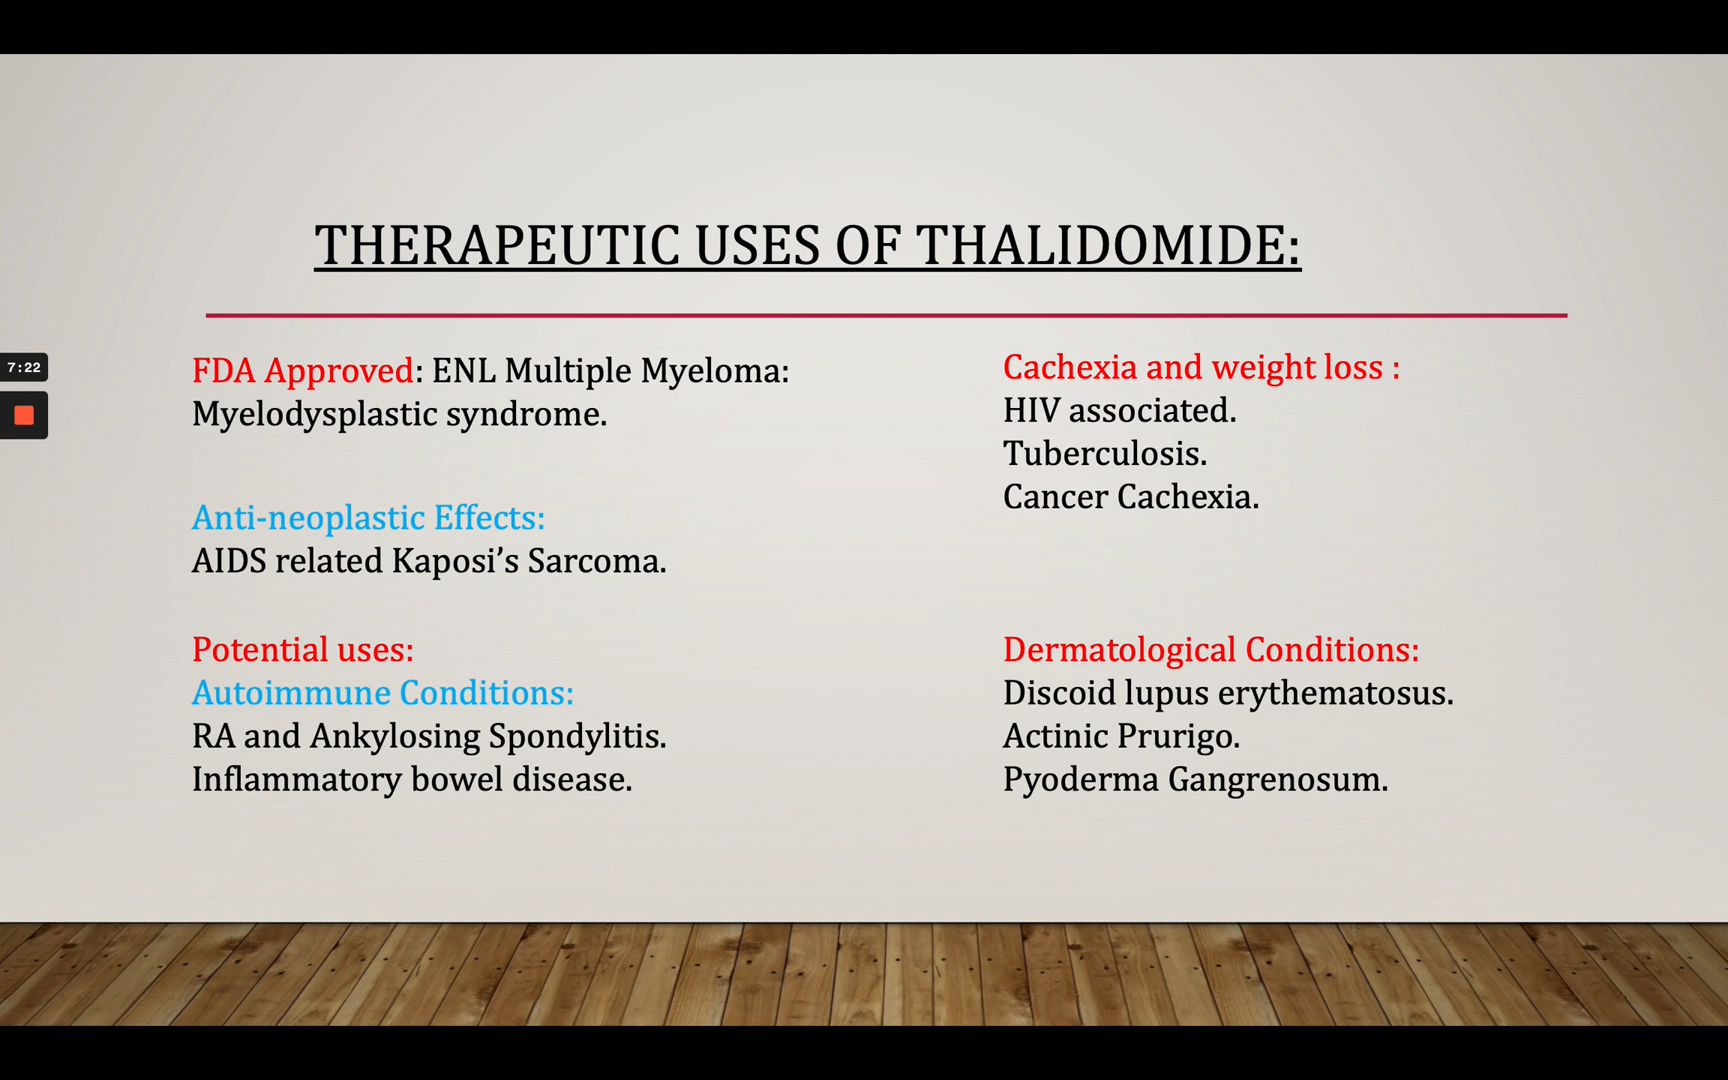 THERAPEUTIC USES OF THALIDOMIDE:
7:22
FDA Approved: ENL Multiple Myeloma:
Myelodysplastic syndrome.
Anti-neoplastic Effects:
AIDS related Kaposi’s Sarcoma.
Potential uses:
Autoimmune Conditions:
RA and Ankylosing Spondylitis.
Inflammatory bowel disease.
Cachexia and weight loss :
HIV associated.
Tuberculosis.
Cancer Cachexia.
Dermatological Conditions:
Discoid lupus erythematosus.
Actinic Prurigo.
Pyoderma Gangrenosum.